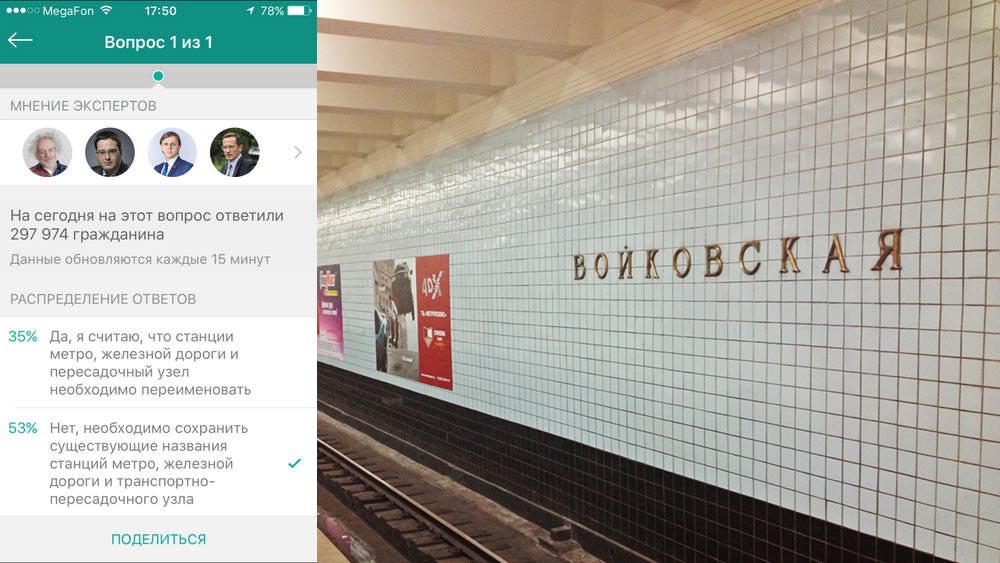 MegaFon 17:50 78%
Вопрос 1 из 1
МНЕНИЕ ЭКСПЕРТОВ
На сегодня на этот вопрос ответили
297 974 гражданина
Данные обновляются каждые 15 минут
РАСПРЕДЕЛЕНИЕ ОТВЕТОВ
35% Да, я считаю, что станции
метро, железной дороги и
пересадочный узел
необходимо переименовать
53% Нет, необходимо сохранить
существующие названия
станций метро, железной
дороги и транспортно-
пересадочного узла
ПОДЕЛИТЬСЯ
ВОЙКОВСКАЯ
4DX